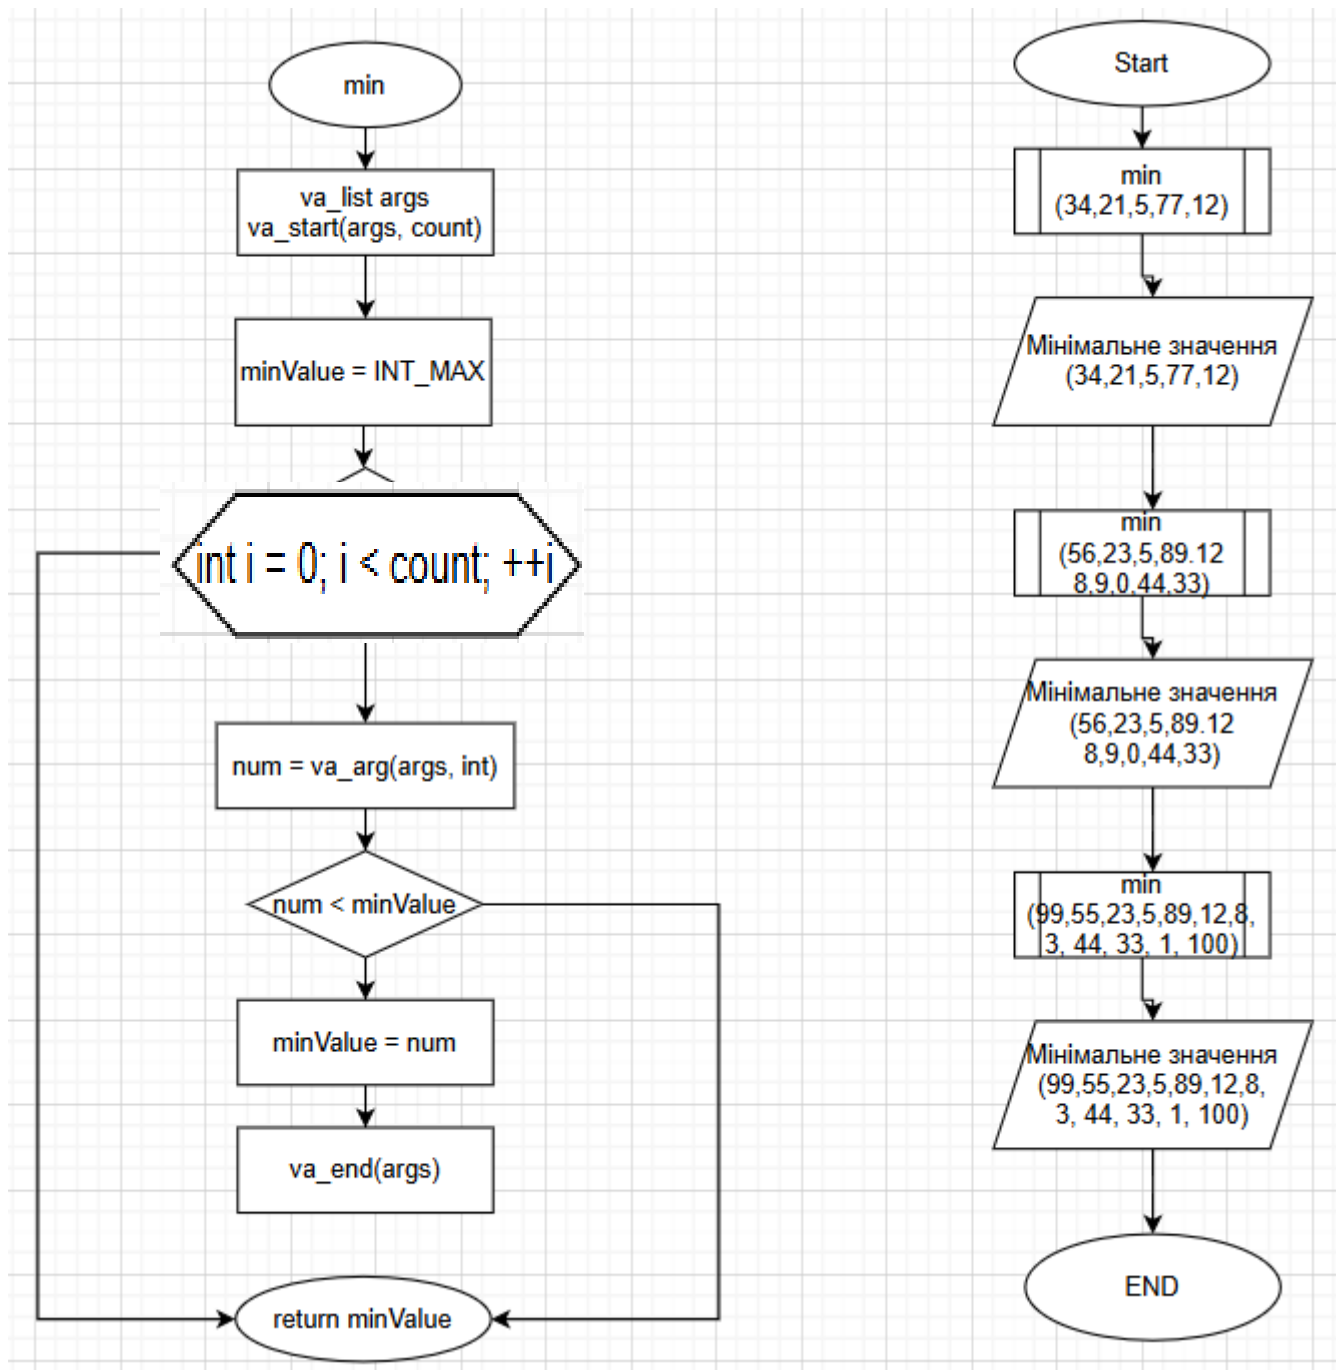 min
va_list args
va_start(args, count)
minValue = INT_MAX
int i = 0; i < count; ++i
num = va_arg(args, int)
num < minValue
minValue = num
va_end(args)
return minValue
Start
min
(34,21,5,77,12)
Мінімальне значення
(34,21,5,77,12)
min
(56,23,5,89.12
8,9,0,44,33)
Мінімальне значення
(56,23,5,89.12
8,9,0,44,33)
min
(99,55,23,5,89,12,8,
3, 44, 33, 1, 100)
Мінімальне значення
(99,55,23,5,89,12,8,
3, 44, 33, 1, 100)
END